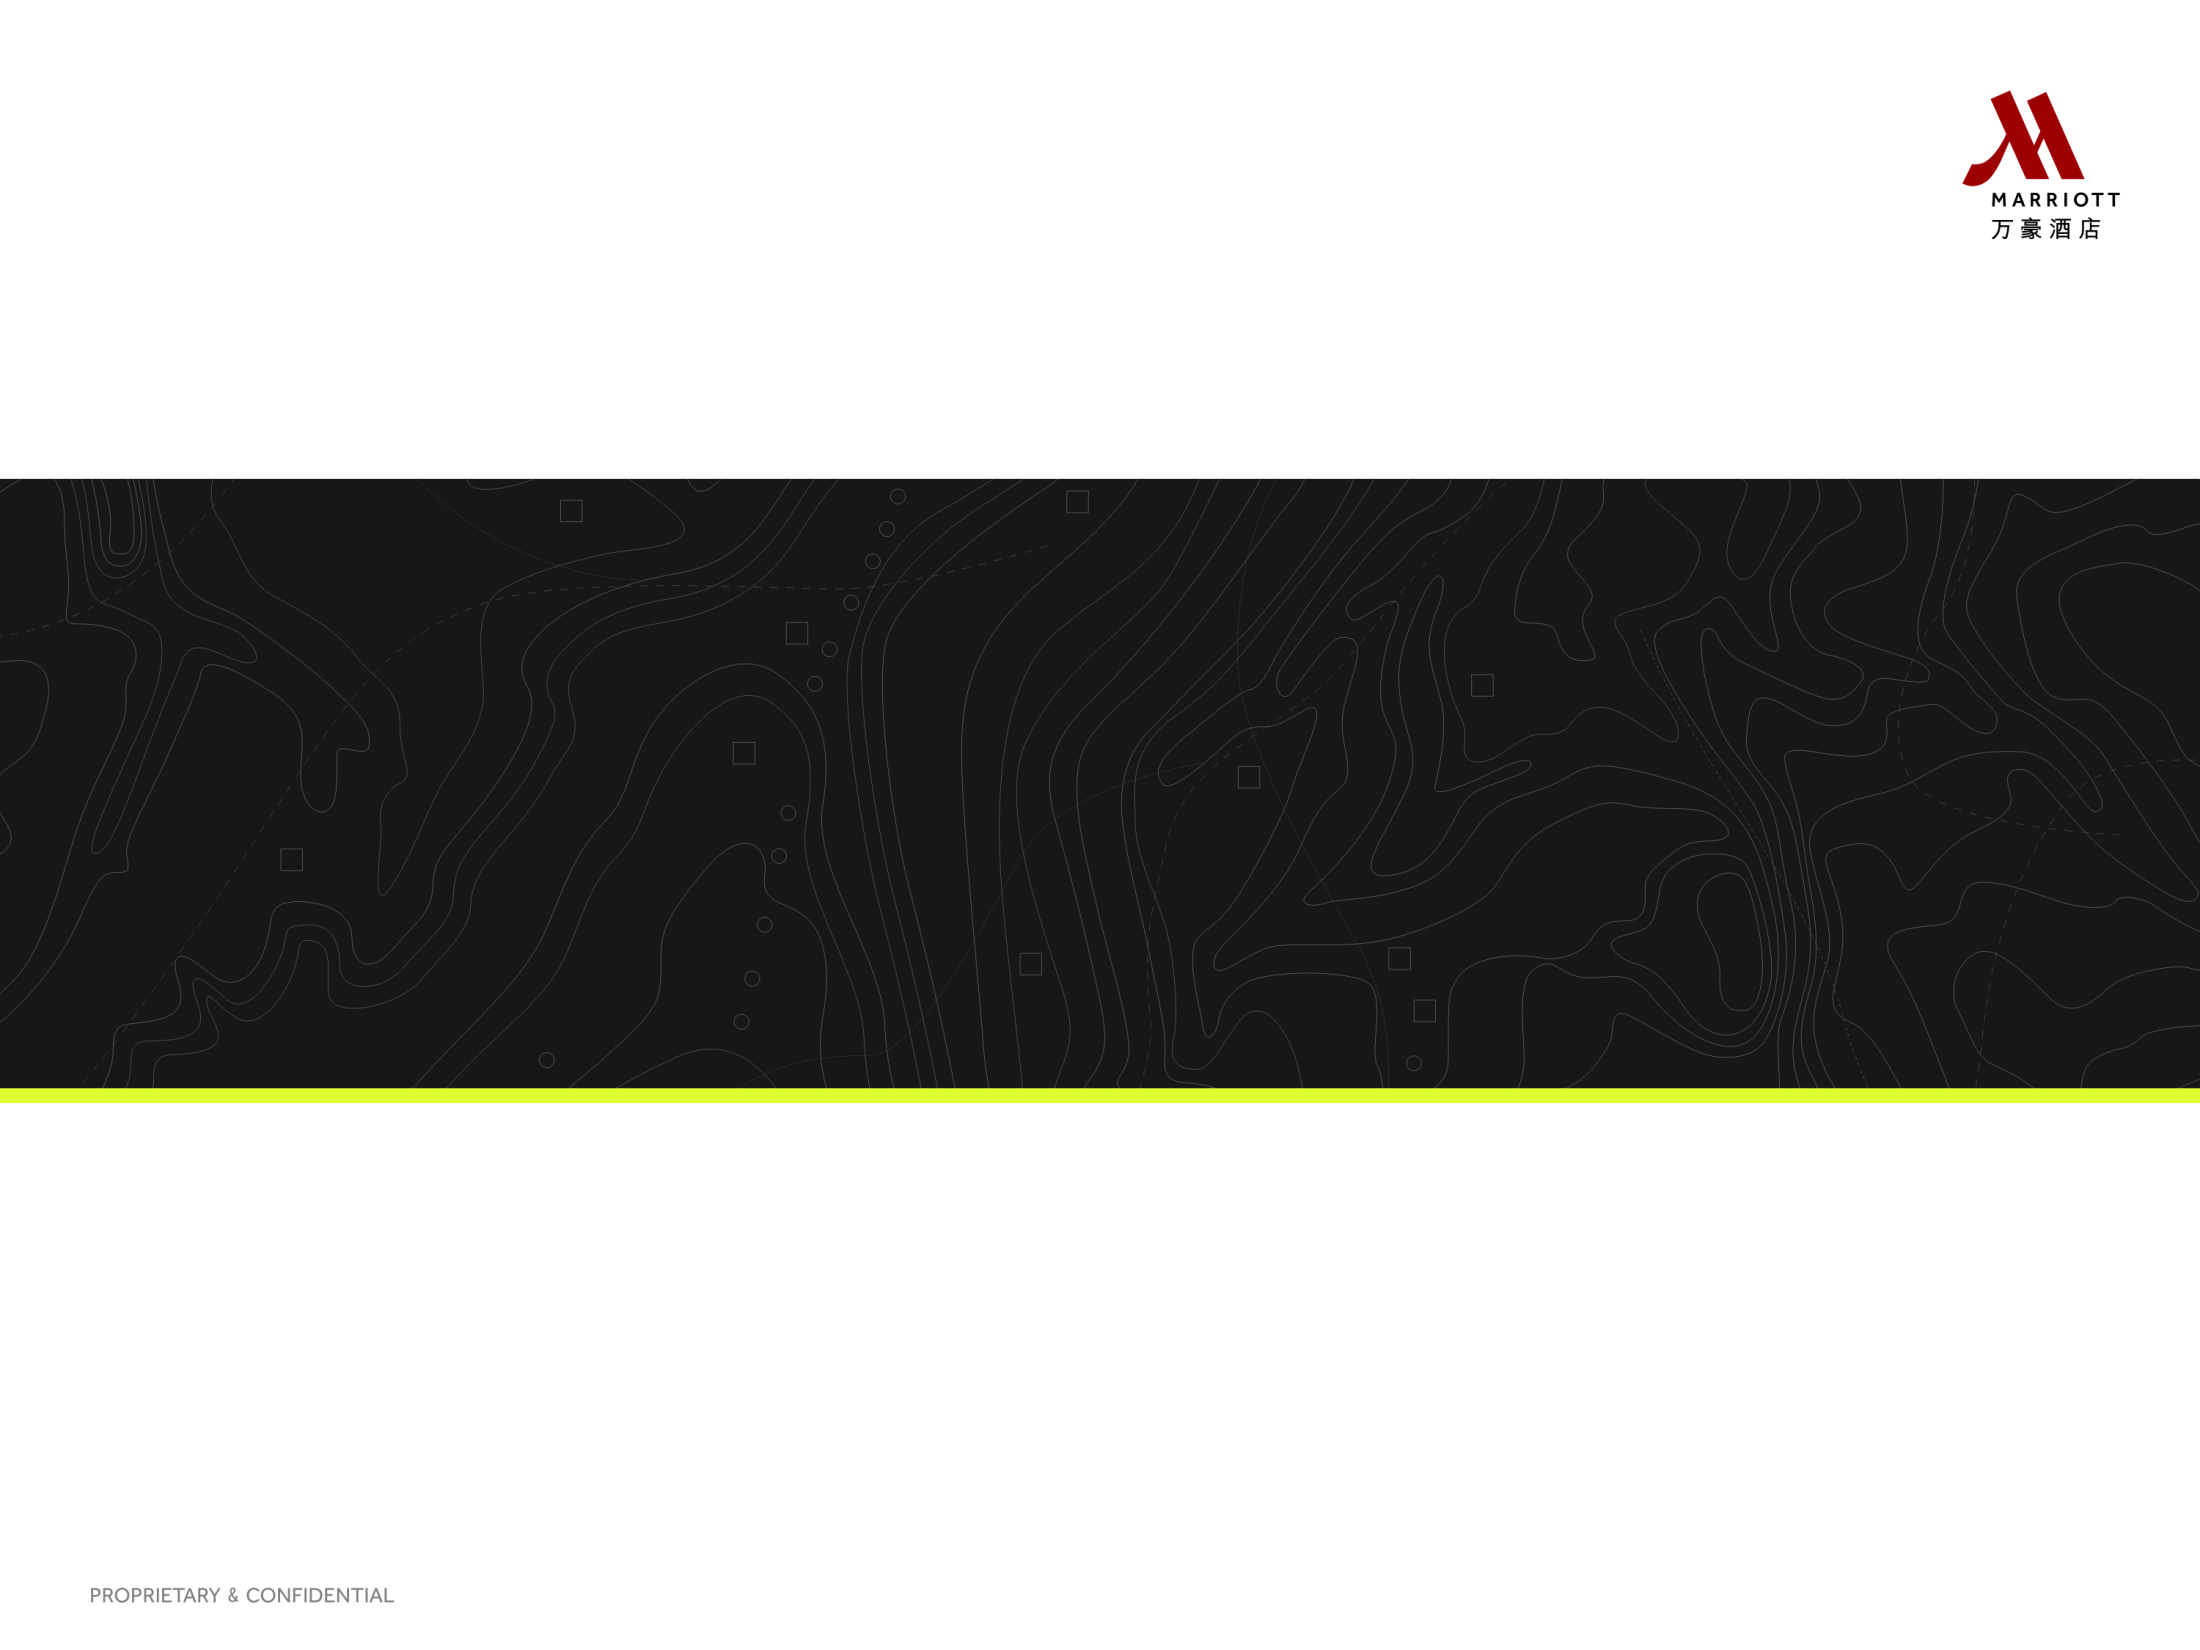 MARRIOTT
万豪酒店
PROPRIETARY & CONFIDENTIAL